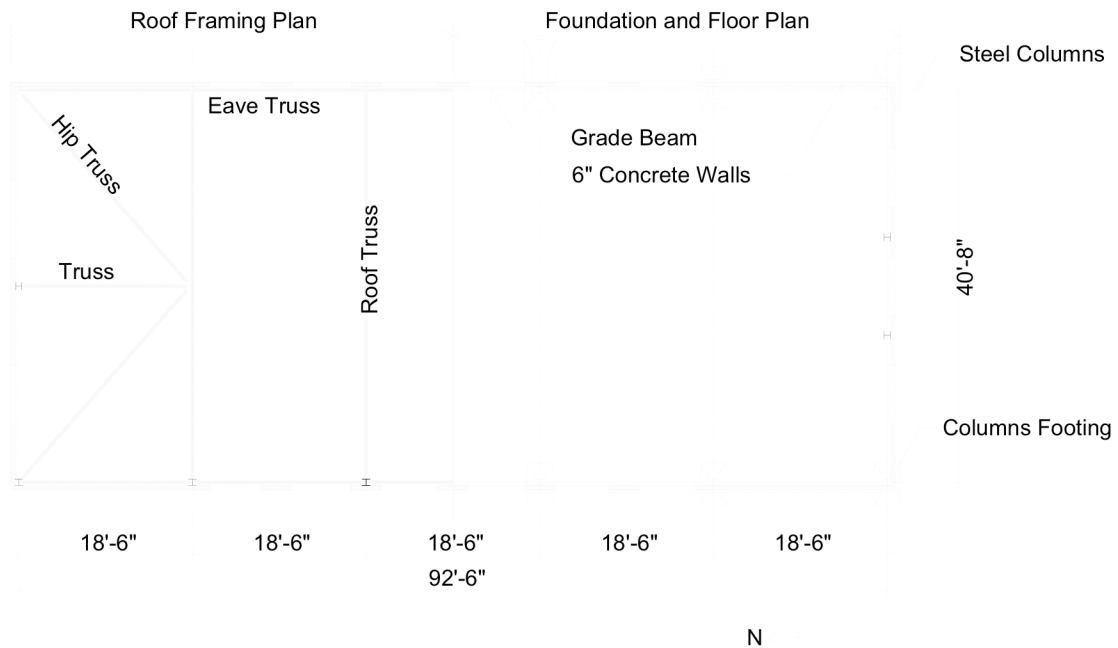 Roof Framing Plan
Foundation and Floor Plan
Steel Columns
Eave Truss
Hip Truss
Grade Beam
6" Concrete Walls
Roof Truss
Truss
40'-8"
Columns Footing
18'-6"
18'-6"
18'-6"
18'-6"
18'-6"
92'-6"
N